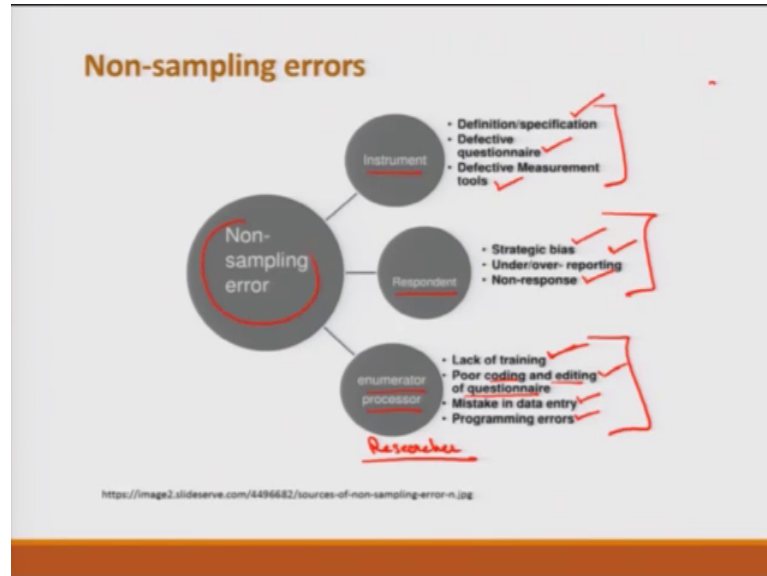 Non-sampling errors
Non-
sampling
error
Instrument
• Definition/specification
• Defective
questionnaire
• Defective Measurement
tools
Respondent
• Strategic bias
• Under/over- reporting
• Non-response
enumerator
processor
• Lack of training
• Poor coding and editing
of questionnaire
• Mistake in data entry
• Programming errors
Researcher
https://image2.slideserve.com/4496682/sources-of-non-sampling-error-n.jpg